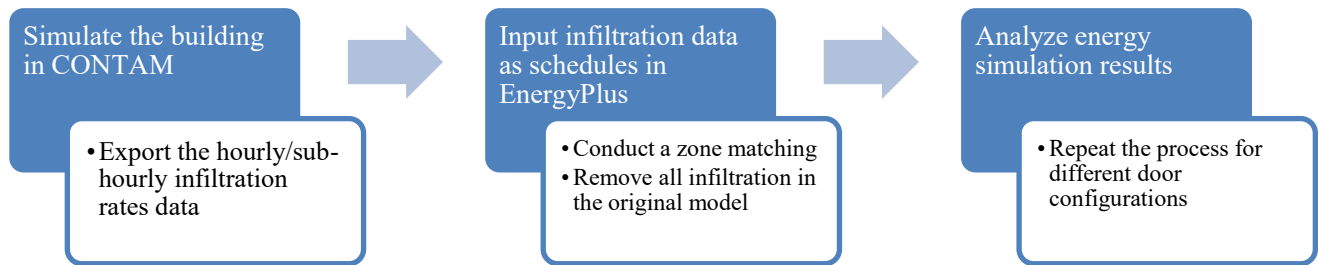 Simulate the building
in CONTAM
•Export the hourly/sub-
hourly infiltration
rates data
Input infiltration data
as schedules in
EnergyPlus
•Conduct a zone matching
•Remove all infiltration in
the original model
Analyze energy
simulation results
•Repeat the process for
different door
configurations